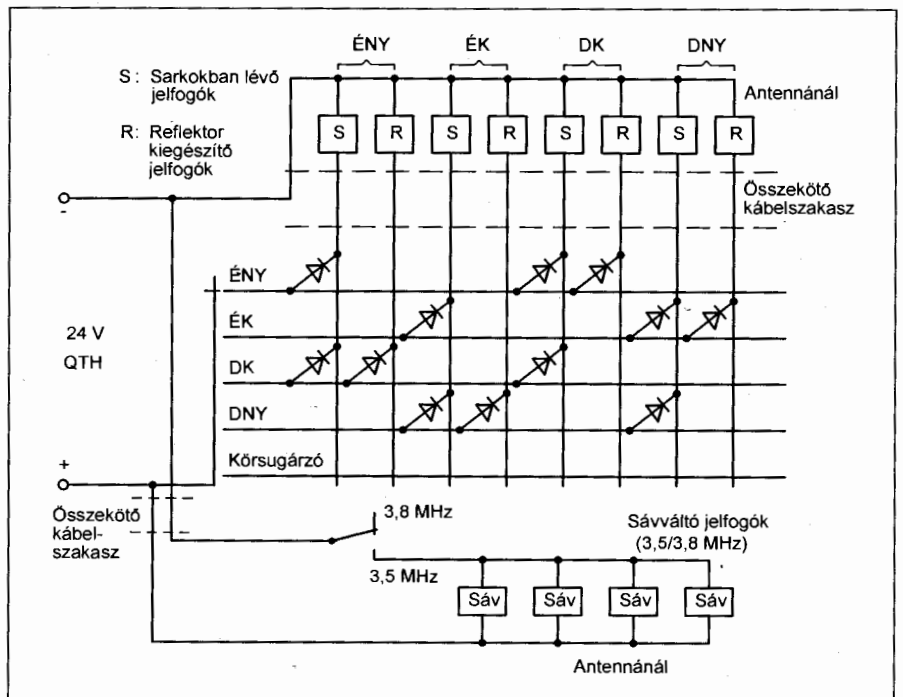 ÉNY ÉK DK DNY
S: Sarkokban lévő
jelfogók
R: Reflektor
kiegészítő
jelfogók
Antennánál
S R S R S R S R
Összekötő
kábelszakasz
-
ÉNY
ÉK
24 V
QTH
DK
DNY
Körsugárzó
+
Összekötő
kábel-
szakasz
3,8 MHz
Sávváltó jelfogók
(3,5/3,8 MHz)
3,5 MHz
Sáv Sáv Sáv Sáv
Antennánál